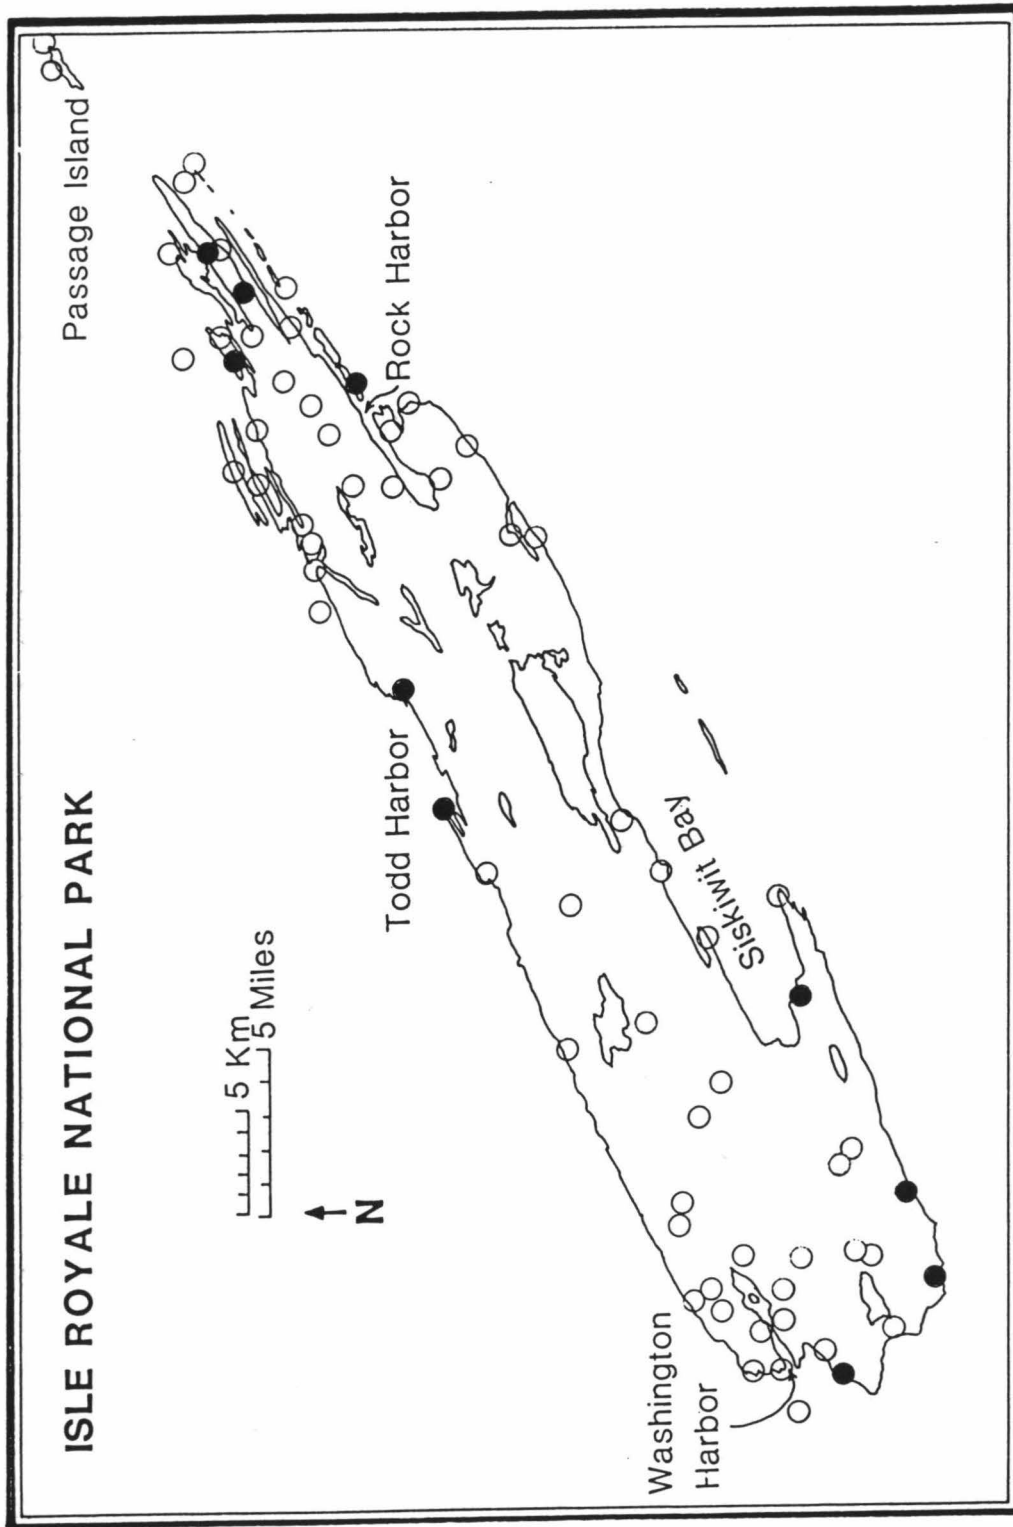 ISLE ROYALE NATIONAL PARK
5 Km
5 Miles
N
Passage Island
Rock Harbor
Todd Harbor
Siskiwit Bay
Washington
Harbor